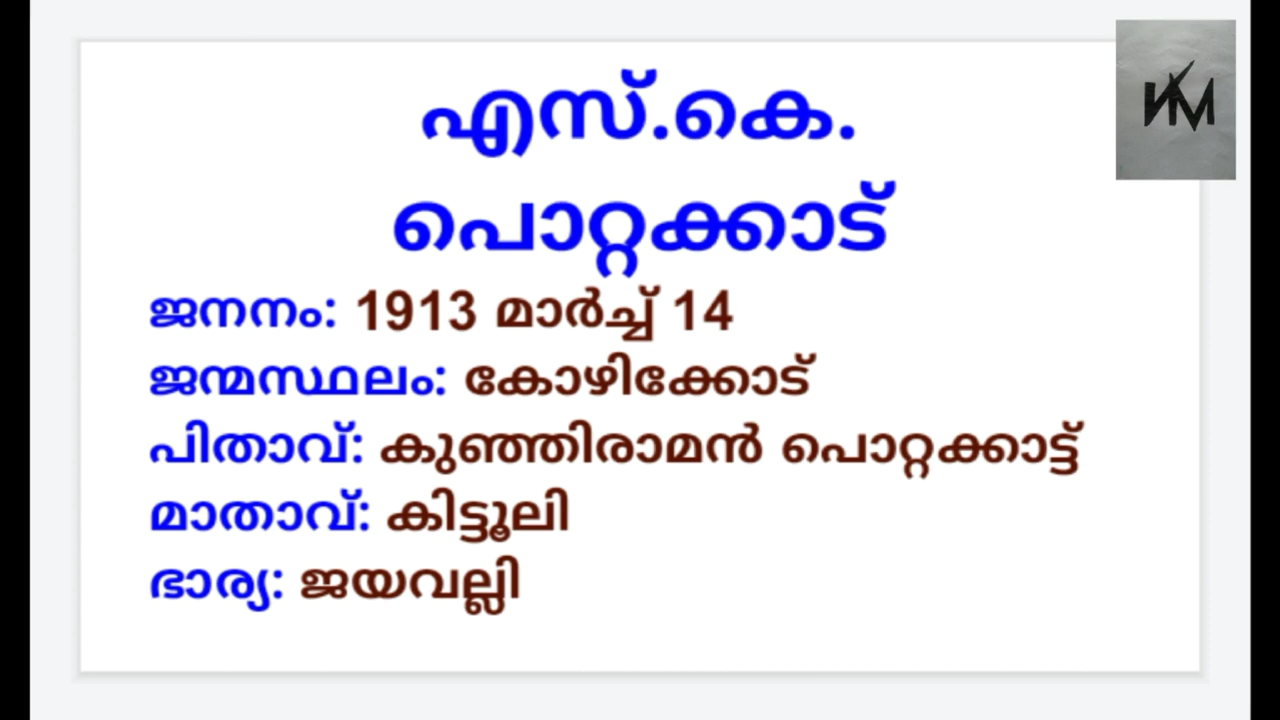 എസ്.കെ.
പൊറ്റക്കാട്
ജനനം: 1913 മാർച്ച് 14
ജന്മസ്ഥലം: കോഴിക്കോട്
പിതാവ്: കുഞ്ഞിരാമൻ പൊറ്റക്കാട്ട്
മാതാവ്: കിട്ടൂലി
ഭാര്യ: ജയവല്ലി